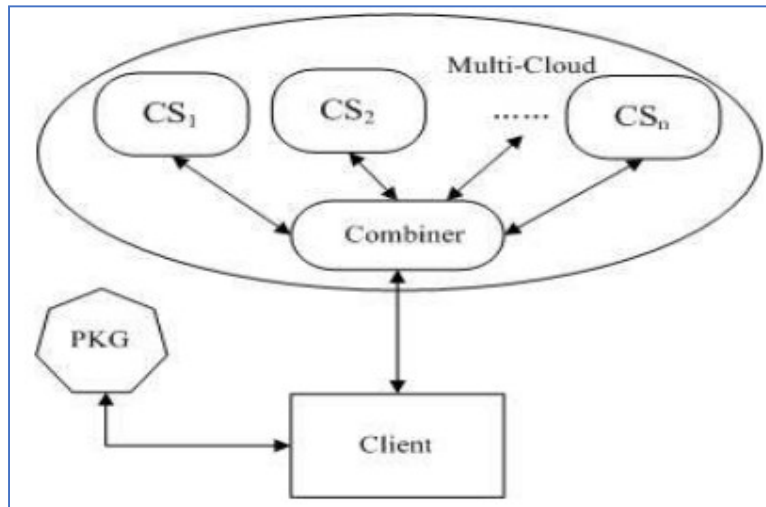 Multi-Cloud
CS₁
CS₂
......
CSₙ
Combiner
PKG
Client